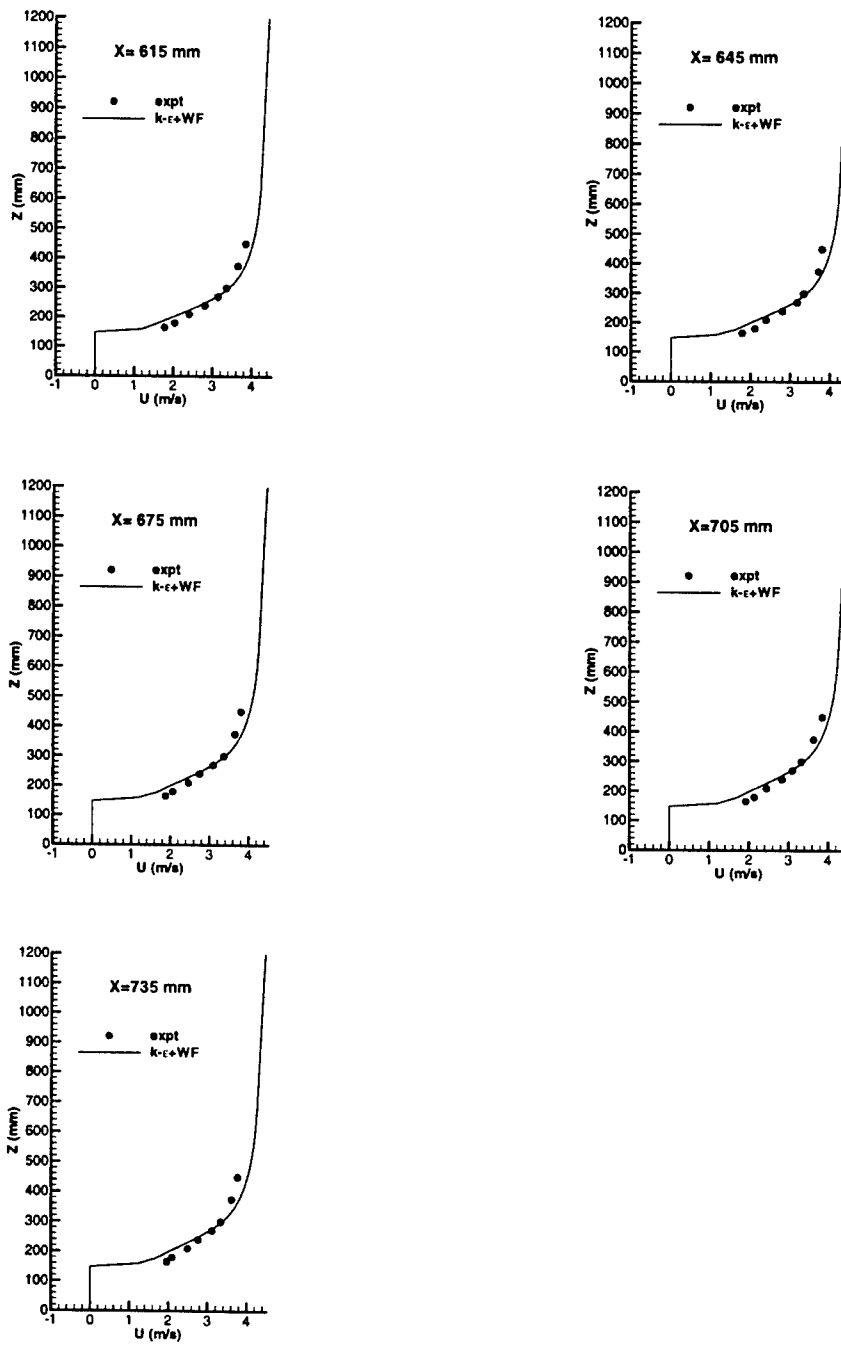 1200
1100
1000
900
800
700
600
500
400
300
200
100
0
Z (mm)
X= 615 mm
expt
k-ε+WF
-1 0 1 2 3 4
U (m/s)
1200
1100
1000
900
800
700
600
500
400
300
200
100
0
Z (mm)
X= 645 mm
expt
k-ε+WF
-1 0 1 2 3 4
U (m/s)
1200
1100
1000
900
800
700
600
500
400
300
200
100
0
Z (mm)
X= 675 mm
expt
k-ε+WF
-1 0 1 2 3 4
U (m/s)
1200
1100
1000
900
800
700
600
500
400
300
200
100
0
Z (mm)
X=705 mm
expt
k-ε+WF
-1 0 1 2 3 4
U (m/s)
1200
1100
1000
900
800
700
600
500
400
300
200
100
0
Z (mm)
X=735 mm
expt
k-ε+WF
-1 0 1 2 3 4
U (m/s)